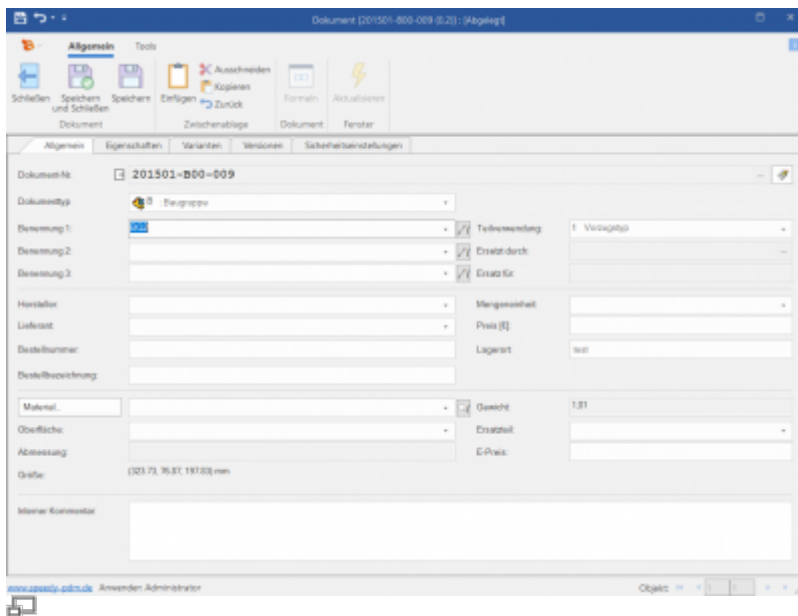 Dokument [201501-B00-009 (0.2)] : [Abgelegt]
Allgemein Tools
Schließen Speichern und Schließen Speichern Einfügen Ausschneiden Kopieren Zurück Formeln Aktualisieren
Dokument Zwischenablage Dokument Fenster
Allgemein Eigenschaften Varianten Versionen Sicherheitseinstellungen
Dokument-Nr. 201501-B00-009
Dokumenttyp B Baugruppe
Benennung 1: Teilverwendung:
Benennung 2: Ersetzt durch:
Benennung 3: Ersatz für:
Hersteller: Mengeneinheit:
Lieferant: Preis [€]:
Bestellnummer: Lagerort test
Bestellbezeichnung:
Material... Gewicht 1,01
Oberfläche: Ersatzteil:
Abmessung: E-Preis:
Größe: (323.73, 76.87, 197.83) mm
Interner Kommentar
www.speedy-pdm.de Anwender: Administrator Objekt: